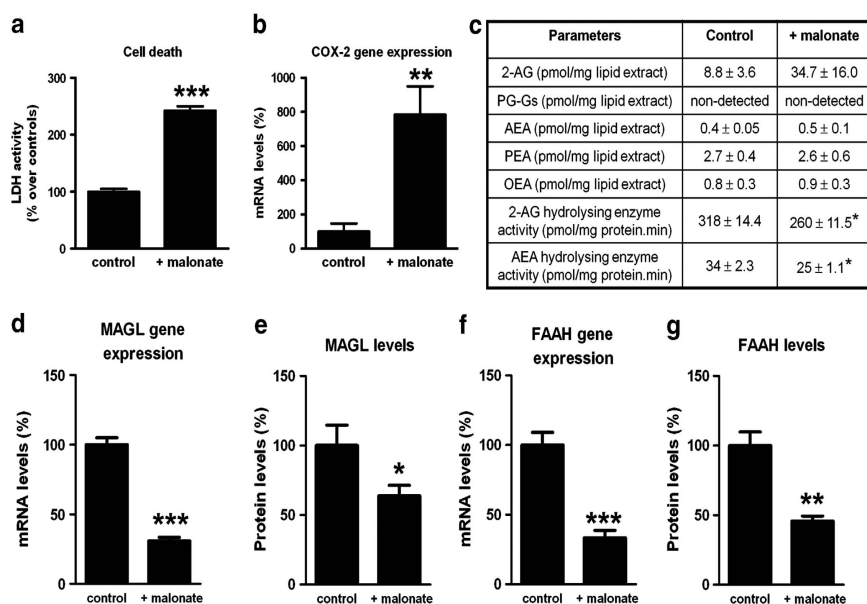 a
Cell death
LDH activity
(% over controls)
300
200
100
0
***
control
+ malonate
b
COX-2 gene expression
mRNA levels (%)
1000
800
600
400
200
0
**
control
+ malonate
c
Parameters Control + malonate
2-AG (pmol/mg lipid extract) 8.8 ± 3.6 34.7 ± 16.0
PG-Gs (pmol/mg lipid extract) non-detected non-detected
AEA (pmol/mg lipid extract) 0.4 ± 0.05 0.5 ± 0.1
PEA (pmol/mg lipid extract) 2.7 ± 0.4 2.6 ± 0.6
OEA (pmol/mg lipid extract) 0.8 ± 0.3 0.9 ± 0.3
2-AG hydrolysing enzyme
activity (pmol/mg protein.min) 318 ± 14.4 260 ± 11.5*
AEA hydrolysing enzyme
activity (pmol/mg protein.min) 34 ± 2.3 25 ± 1.1*
d
MAGL gene
expression
mRNA levels (%)
150
100
50
0
***
control
+ malonate
e
MAGL levels
Protein levels (%)
150
100
50
0
*
control
+ malonate
f
FAAH gene
expression
mRNA levels (%)
150
100
50
0
***
control
+ malonate
g
FAAH levels
Protein levels (%)
150
100
50
0
**
control
+ malonate